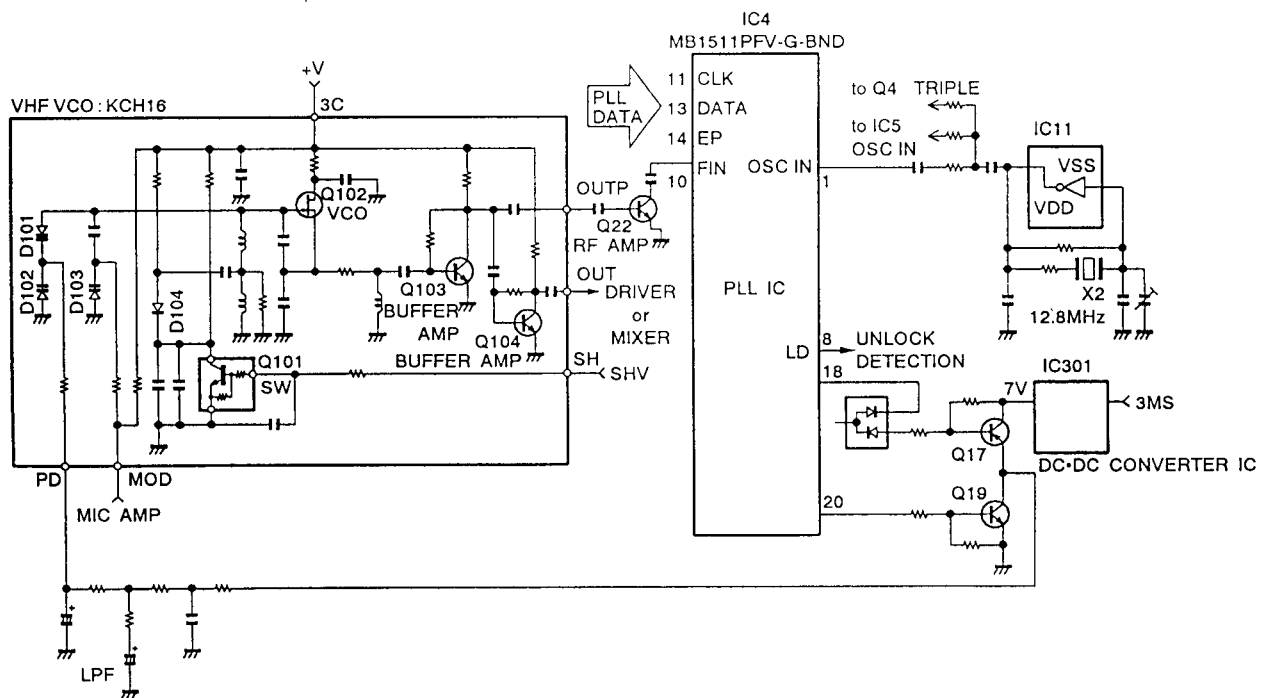 IC4
MB1511PFV-G-BND
+V
3C
VHF VCO : KCH16
PLL
DATA
11 CLK
13 DATA
14 EP
FIN
10
OSC IN
1
to Q4 TRIPLE
to IC5
OSC IN
IC11
VSS
VDD
X2
12.8MHz
Q102
VCO
OUTP
Q22
RF AMP
D101
D102
D103
D104
Q103
BUFFER
AMP
Q104
BUFFER AMP
OUT
DRIVER
or
MIXER
Q101
SW
SH
SHV
PLL IC
LD
8
UNLOCK
DETECTION
18
7V
IC301
3MS
Q17
DC•DC CONVERTER IC
20
Q19
PD
MOD
MIC AMP
+
+
LPF